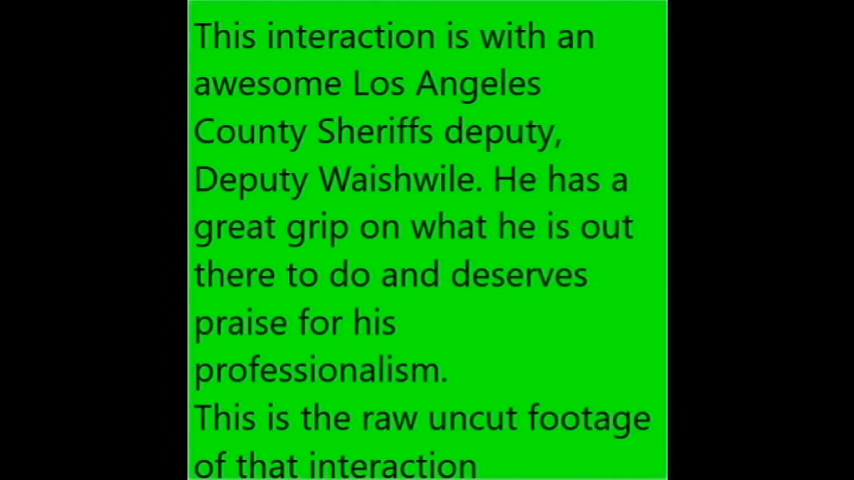 This interaction is with an
awesome Los Angeles
County Sheriffs deputy,
Deputy Waishwile. He has a
great grip on what he is out
there to do and deserves
praise for his
professionalism.
This is the raw uncut footage
of that interaction